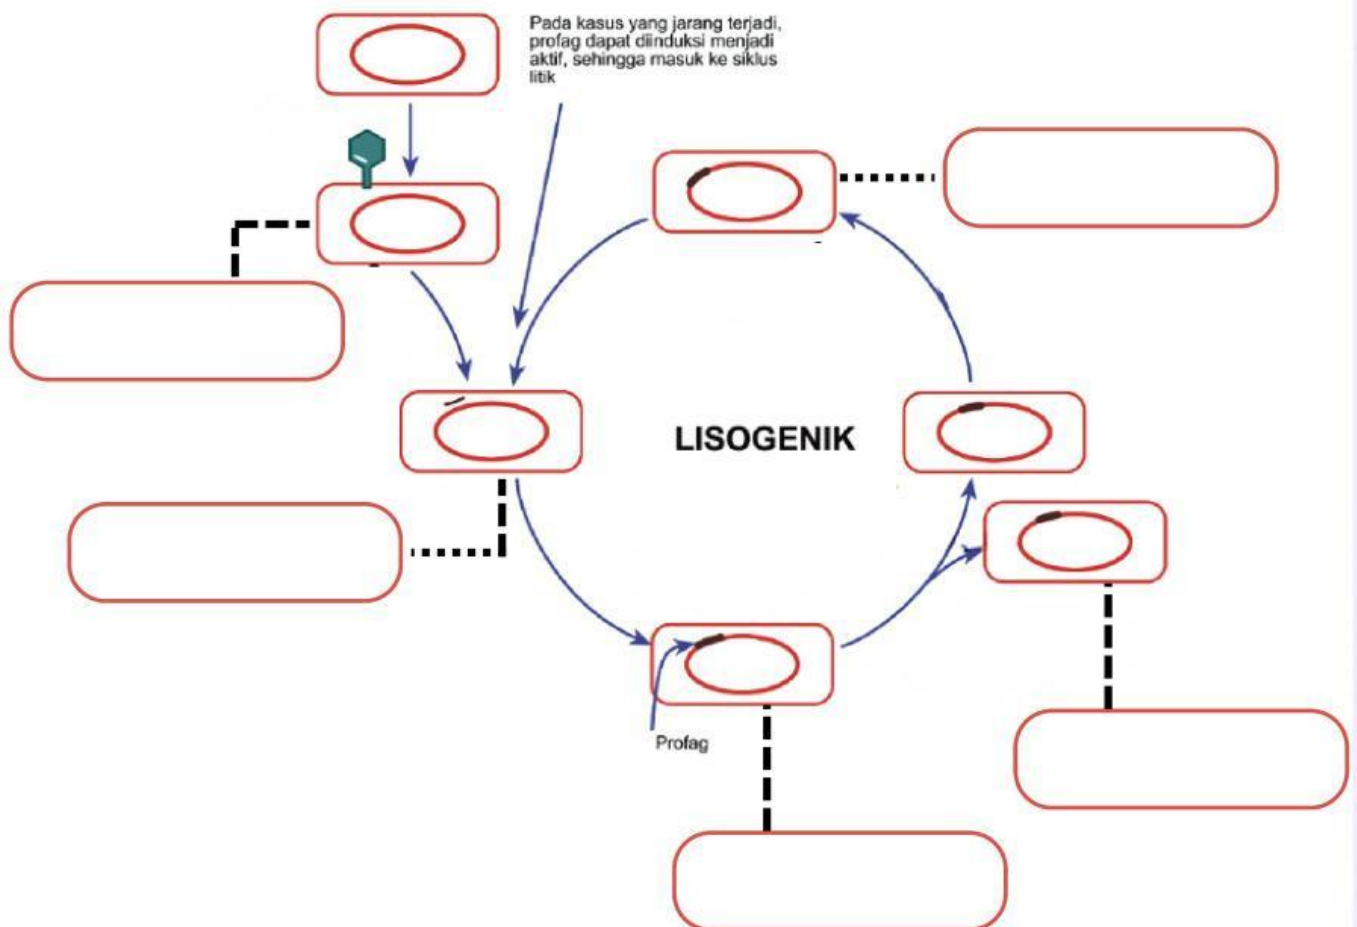 Pada kasus yang jarang terjadi,
profag dapat diinduksi menjadi
aktif, sehingga masuk ke siklus
litik
LISOGENIK
Profag